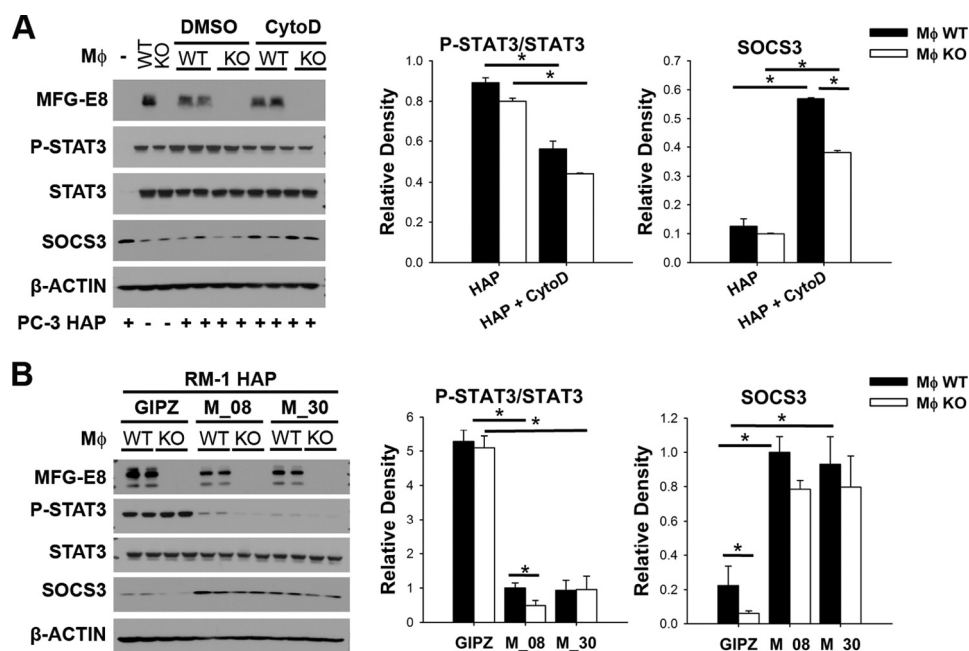 A
DMSO CytoD
Mϕ - WT KO WT KO WT KO
MFG-E8
P-STAT3
STAT3
SOCS3
β-ACTIN
PC-3 HAP + - - + + + + + + + +
P-STAT3/STAT3
Relative Density
1.0
0.8
0.6
0.4
0.2
0.0
* *
HAP
HAP + CytoD
SOCS3
Relative Density
0.7
0.6
0.5
0.4
0.3
0.2
0.1
0.0
* * *
HAP
HAP + CytoD
Mϕ WT
Mϕ KO
B
RM-1 HAP
GIPZ M_08 M_30
Mϕ WT KO WT KO WT KO
MFG-E8
P-STAT3
STAT3
SOCS3
β-ACTIN
P-STAT3/STAT3
Relative Density
6
5
4
3
2
1
0
* * *
GIPZ M_08 M_30
SOCS3
Relative Density
1.2
1.0
0.8
0.6
0.4
0.2
0.0
* * *
GIPZ M_08 M_30
Mϕ WT
Mϕ KO